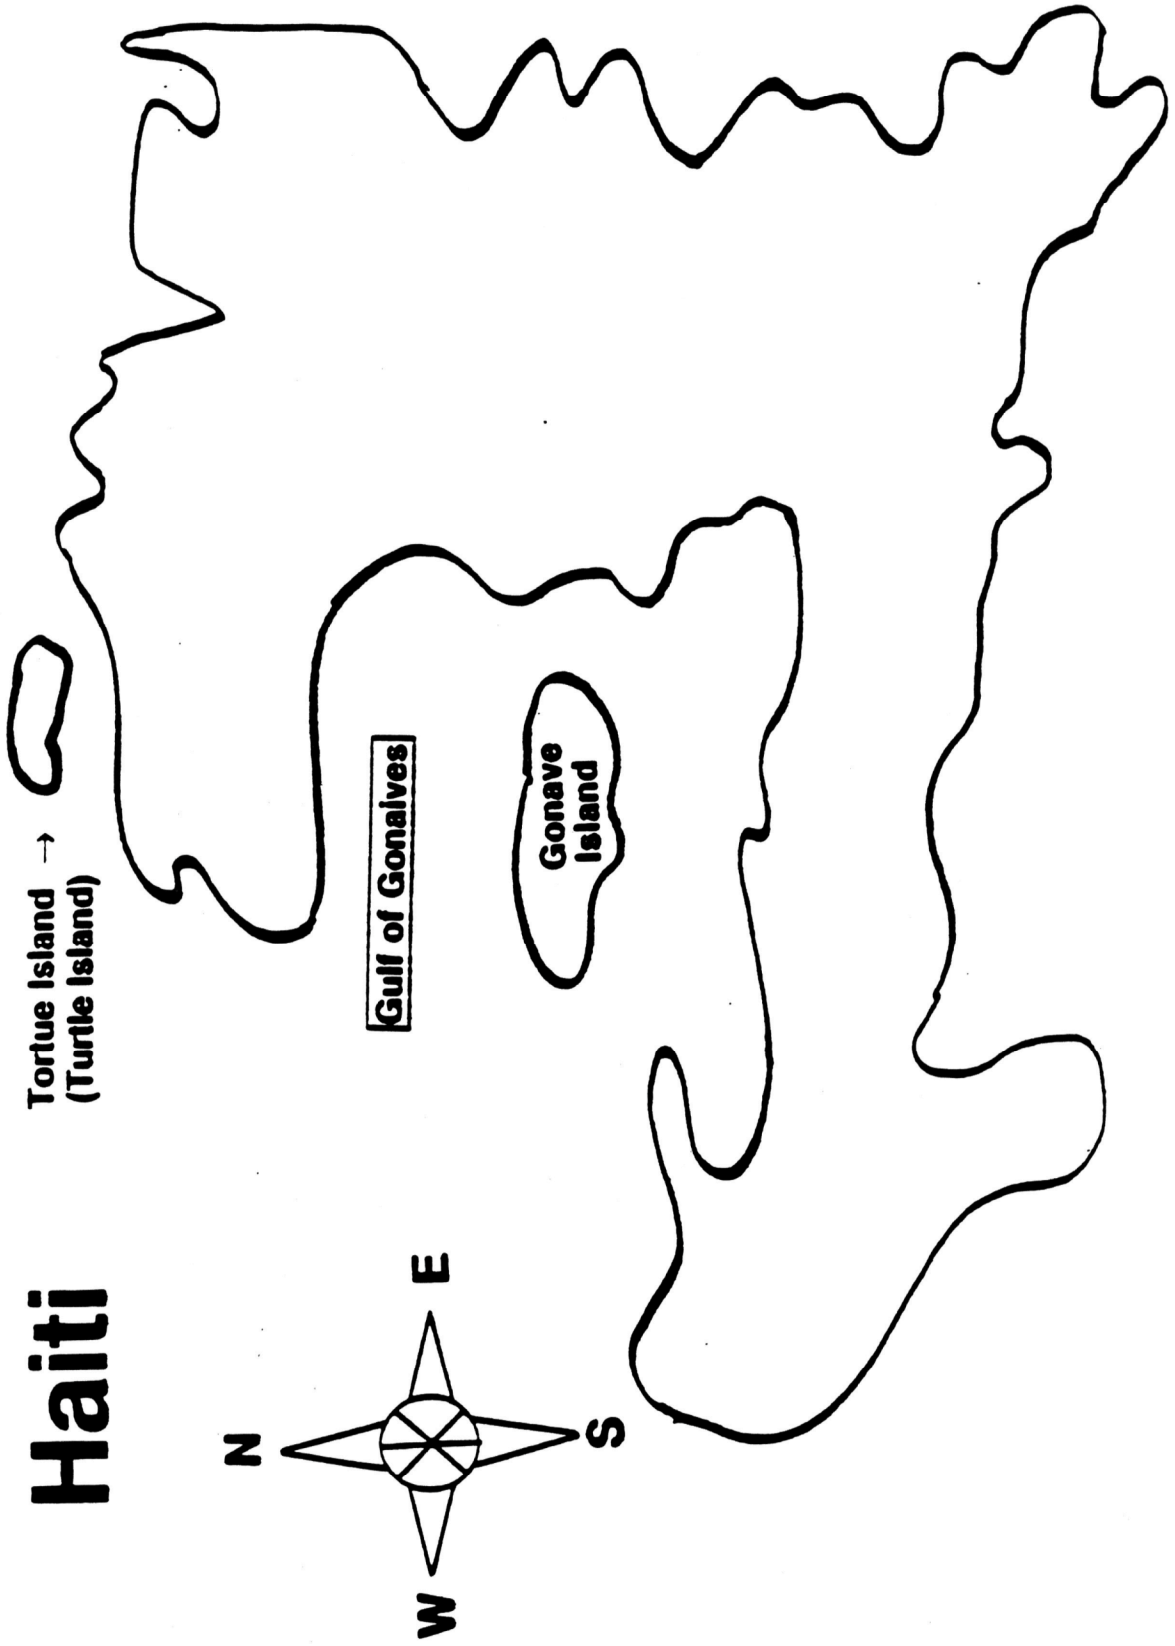 Haiti
Tortue Island →
(Turtle Island)
N
W
E
S
Gulf of Gonaives
Gonave
Island